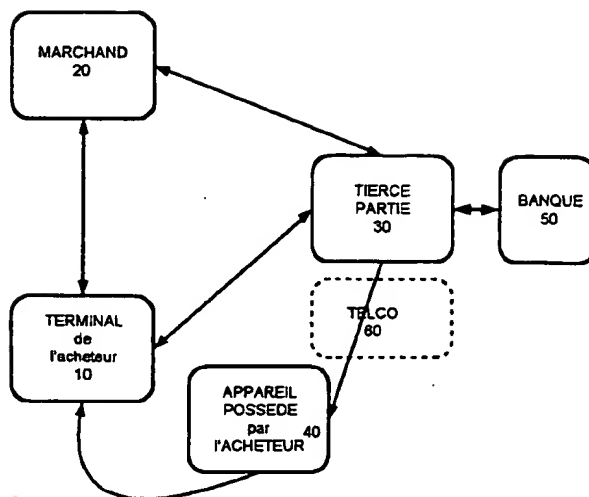 MARCHAND
20
TIERCE
PARTIE
30
BANQUE
50
TERMINAL
de
l'acheteur
10
TELCO
60
APPAREIL
POSSEDE
par
l'ACHETEUR 40